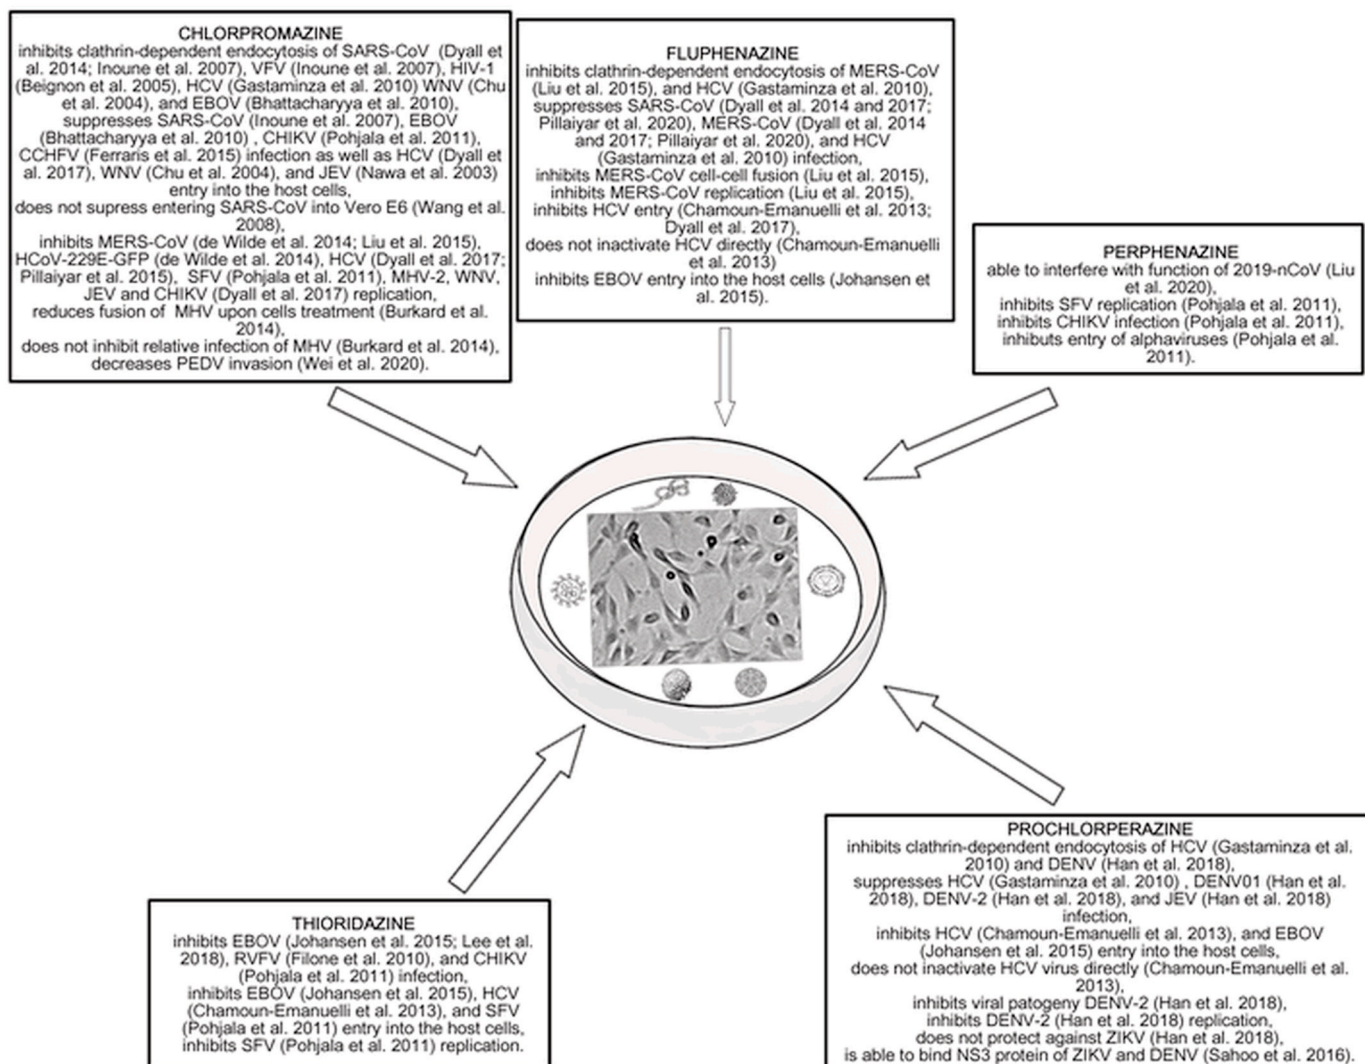 CHLORPROMAZINE
inhibits clathrin-dependent endocytosis of SARS-CoV (Dyall et
al. 2014; Inoune et al. 2007), VFV (Inoune et al. 2007), HIV-1
(Beignon et al. 2005), HCV (Gastaminza et al. 2010) WNV (Chu
et al. 2004), and EBOV (Bhattacharyya et al. 2010),
suppresses SARS-CoV (Inoune et al. 2007), EBOV
(Bhattacharyya et al. 2010) , CHIKV (Pohjala et al. 2011),
CCHFV (Ferraris et al. 2015) infection as well as HCV (Dyall et
al. 2017), WNV (Chu et al. 2004), and JEV (Nawa et al. 2003)
entry into the host cells,
does not supress entering SARS-CoV into Vero E6 (Wang et al.
2008),
inhibits MERS-CoV (de Wilde et al. 2014; Liu et al. 2015),
HCoV-229E-GFP (de Wilde et al. 2014), HCV (Dyall et al. 2017;
Pillaiyar et al. 2015), SFV (Pohjala et al. 2011), MHV-2, WNV,
JEV and CHIKV (Dyall et al. 2017) replication,
reduces fusion of MHV upon cells treatment (Burkard et al.
2014),
does not inhibit relative infection of MHV (Burkard et al. 2014),
decreases PEDV invasion (Wei et al. 2020).
FLUPHENAZINE
inhibits clathrin-dependent endocytosis of MERS-CoV
(Liu et al. 2015), and HCV (Gastaminza et al. 2010),
suppresses SARS-CoV (Dyall et al. 2014 and 2017;
Pillaiyar et al. 2020), MERS-CoV (Dyall et al. 2014
and 2017; Pillaiyar et al. 2020), and HCV
(Gastaminza et al. 2010) infection,
inhibits MERS-CoV cell-cell fusion (Liu et al. 2015),
inhibits MERS-CoV replication (Liu et al. 2015),
inhibits HCV entry (Chamoun-Emanuelli et al. 2013;
Dyall et al. 2017),
does not inactivate HCV directly (Chamoun-Emanuelli
et al. 2013)
inhibits EBOV entry into the host cells (Johansen et
al. 2015).
PERPHENAZINE
able to interfere with function of 2019-nCoV (Liu
et al. 2020),
inhibits SFV replication (Pohjala et al. 2011),
inhibits CHIKV infection (Pohjala et al. 2011),
inhibuts entry of alphaviruses (Pohjala et al.
2011).
THIORIDAZINE
inhibits EBOV (Johansen et al. 2015; Lee et al.
2018), RVFV (Filone et al. 2010), and CHIKV
(Pohjala et al. 2011) infection,
inhibits EBOV (Johansen et al. 2015), HCV
(Chamoun-Emanuelli et al. 2013), and SFV
(Pohjala et al. 2011) entry into the host cells,
inhibits SFV (Pohjala et al. 2011) replication.
PROCHLORPERAZINE
inhibits clathrin-dependent endocytosis of HCV (Gastaminza et al.
2010) and DENV (Han et al. 2018),
suppresses HCV (Gastaminza et al. 2010) , DENV01 (Han et al.
2018), DENV-2 (Han et al. 2018), and JEV (Han et al. 2018)
infection,
inhibits HCV (Chamoun-Emanuelli et al. 2013), and EBOV
(Johansen et al. 2015) entry into the host cells,
does not inactivate HCV virus directly (Chamoun-Emanuelli et al.
2013),
inhibits viral patogeny DENV-2 (Han et al. 2018),
inhibits DENV-2 (Han et al. 2018) replication,
does not protect against ZIKV (Han et al. 2018),
is able to bind NS3 protein of ZIKV and DENV (Sahoo et al. 2016).